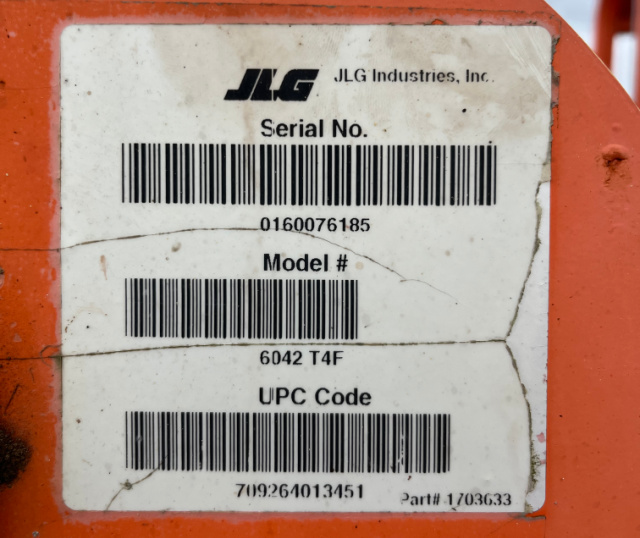 JLG JLG Industries, Inc.
Serial No.
0160076185
Model #
6042 T4F
UPC Code
709264013451 Part# 1703633